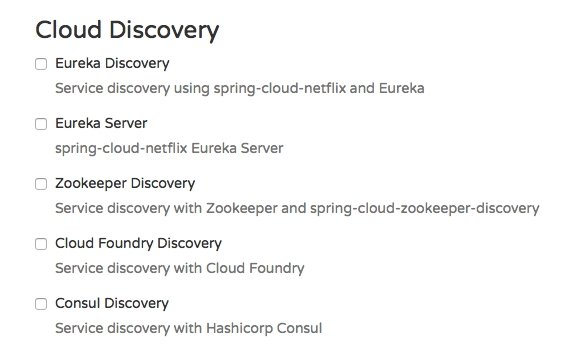 Cloud Discovery
Eureka Discovery
Service discovery using spring-cloud-netflix and Eureka
Eureka Server
spring-cloud-netflix Eureka Server
Zookeeper Discovery
Service discovery with Zookeeper and spring-cloud-zookeeper-discovery
Cloud Foundry Discovery
Service discovery with Cloud Foundry
Consul Discovery
Service discovery with Hashicorp Consul